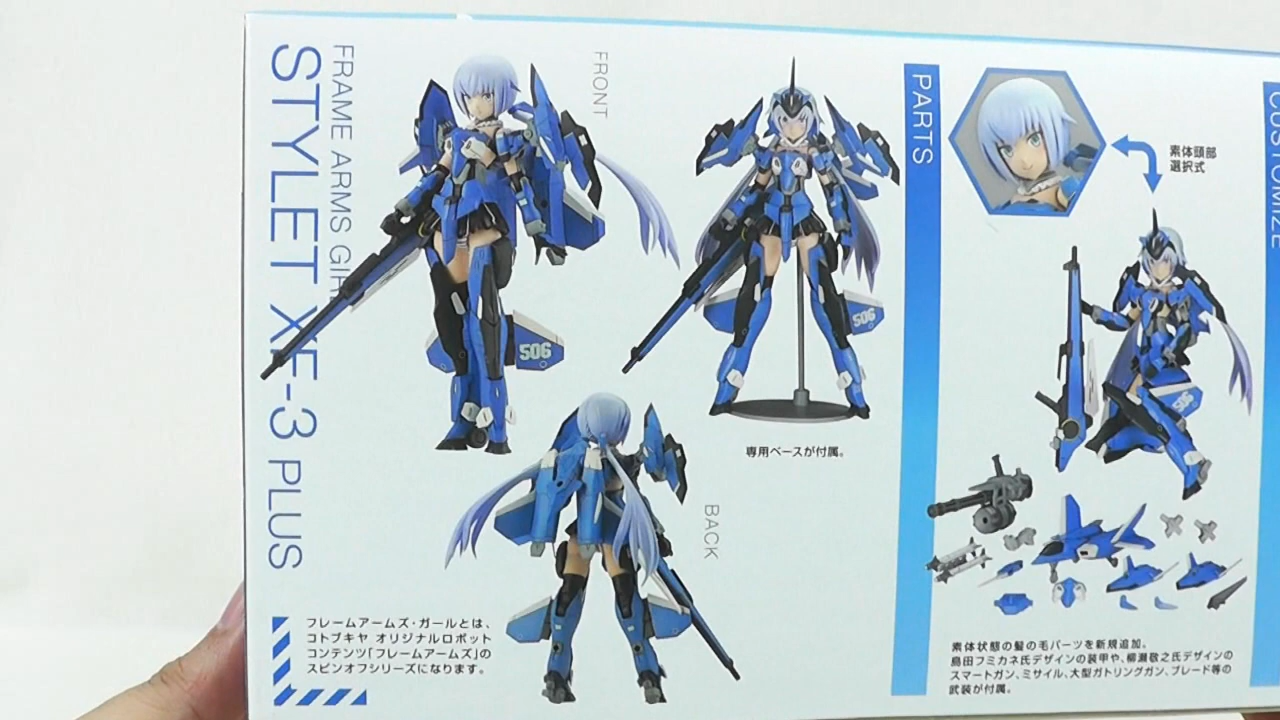 FRAME ARMS GIRL
STYLET XF-3 PLUS
FRONT
506
506
専用ベースが付属。
BACK
フレームアームズ・ガールとは、
コトブキヤ オリジナルロボット
コンテンツ「フレームアームズ」の
スピンオフシリーズになります。
PARTS
素体頭部
選択式
506
素体状態の髪の毛パーツを新規追加。
島田フミカネ氏デザインの装甲や、柳瀬敬之氏デザインの
スマートガン、ミサイル、大型ガトリングガン、ブレード等の
武装が付属。
CUSTOMIZE